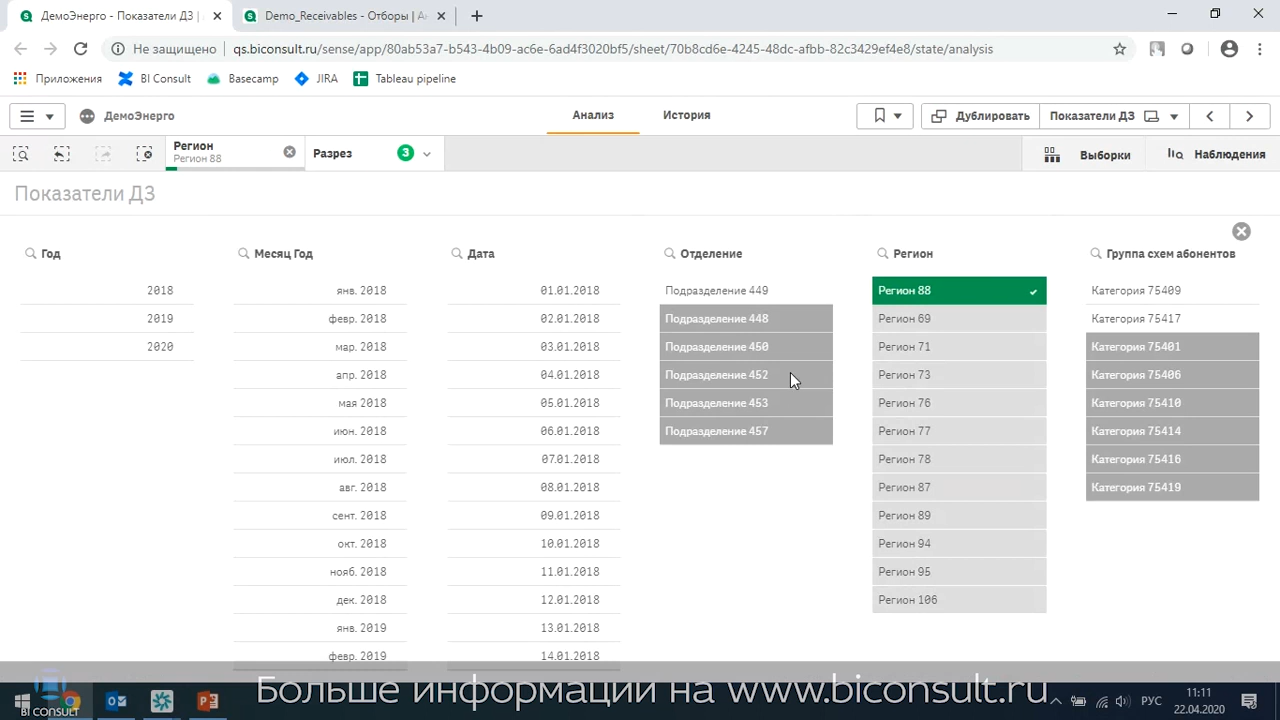 ДемоЭнерго - Показатели ДЗ |
Demo_Receivables - Отборы |
Не защищено
qs.biconsult.ru/sense/app/80ab53a7-b543-4b09-ac6e-6ad4f3020bf5/sheet/70b8cd6e-4245-48dc-afbb-82c3429ef4e8/state/analysis
Приложения
BI Consult
Basecamp
JIRA
Tableau pipeline
ДемоЭнерго
Анализ
История
Дублировать
Показатели ДЗ
Регион
Регион 88
Разрез
3
Выборки
Наблюдения
Показатели ДЗ
Год
Месяц Год
Дата
Отделение
Регион
Группа схем абонентов
2018
янв. 2018
01.01.2018
Подразделение 449
Регион 88
Категория 75409
2019
февр. 2018
02.01.2018
Подразделение 448
Регион 69
Категория 75417
2020
мар. 2018
03.01.2018
Подразделение 450
Регион 71
Категория 75401
апр. 2018
04.01.2018
Подразделение 452
Регион 73
Категория 75406
мая 2018
05.01.2018
Подразделение 453
Регион 76
Категория 75410
июн. 2018
06.01.2018
Подразделение 457
Регион 77
Категория 75414
июл. 2018
07.01.2018
Регион 78
Категория 75416
авг. 2018
08.01.2018
Регион 87
Категория 75419
сент. 2018
09.01.2018
Регион 89
окт. 2018
10.01.2018
Регион 94
нояб. 2018
11.01.2018
Регион 95
дек. 2018
12.01.2018
Регион 106
янв. 2019
13.01.2018
февр. 2019
14.01.2018
Больше информации на www.biconsult.ru
BI CONSULT
РУС
11:11
22.04.2020